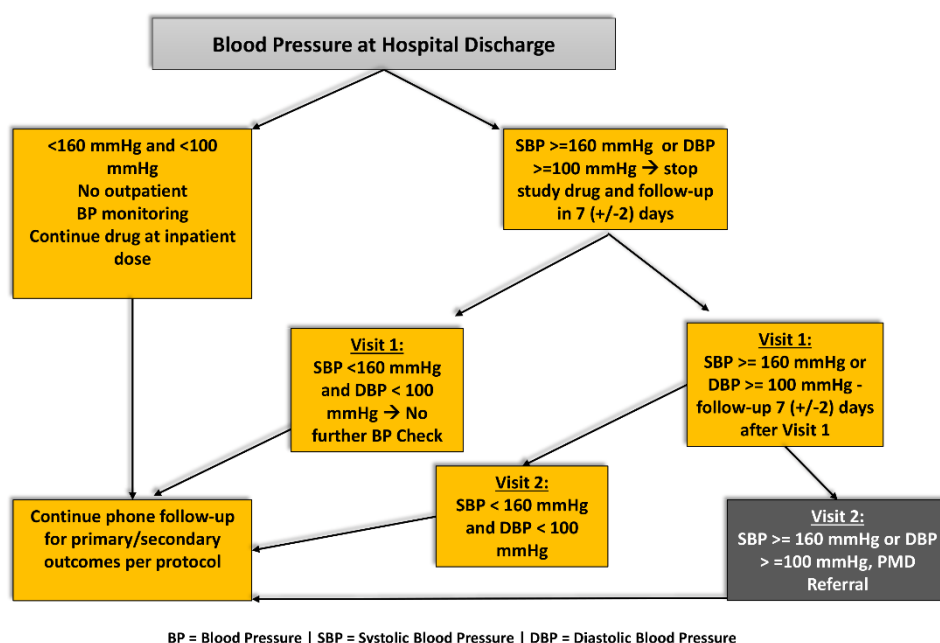 Blood Pressure at Hospital Discharge
<160 mmHg and <100
mmHg
No outpatient
BP monitoring
Continue drug at inpatient
dose
SBP >=160 mmHg or DBP
>=100 mmHg → stop
study drug and follow-up
in 7 (+/-2) days
Visit 1:
SBP <160 mmHg
and DBP < 100
mmHg → No
further BP Check
Visit 1:
SBP >= 160 mmHg or
DBP >= 100 mmHg -
follow-up 7 (+/-2) days
after Visit 1
Visit 2:
SBP < 160 mmHg
and DBP < 100
mmHg
Continue phone follow-up
for primary/secondary
outcomes per protocol
Visit 2:
SBP >= 160 mmHg or DBP
> =100 mmHg, PMD
Referral
BP = Blood Pressure | SBP = Systolic Blood Pressure | DBP = Diastolic Blood Pressure